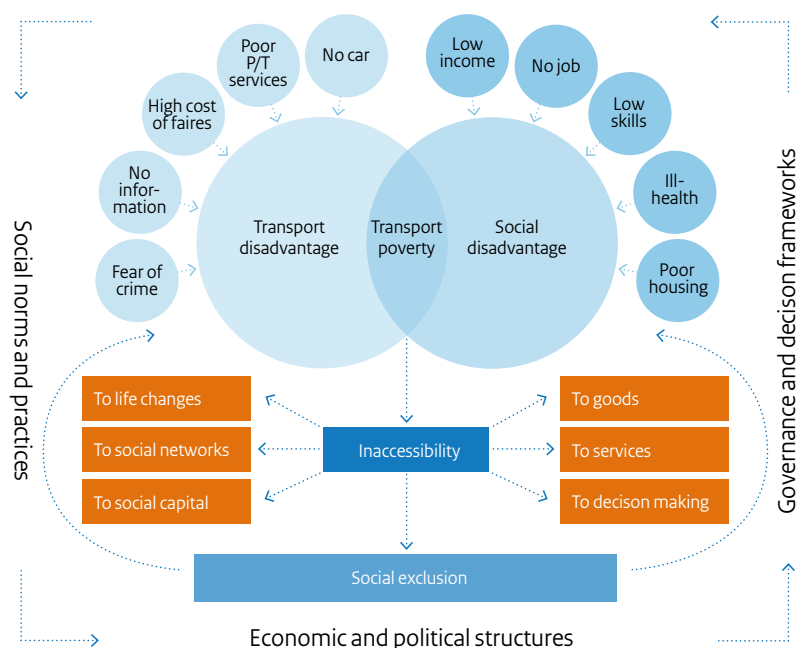 Poor
P/T
services
No car
Low
income
No job
High cost
of faires
Low
skills
No
infor-
mation
Ill-
health
Fear of
crime
Poor
housing
Transport
disadvantage
Transport
poverty
Social
disadvantage
Social norms and practices
Governance and decison frameworks
To life changes
To social networks
To social capital
Inaccessibility
To goods
To services
To decison making
Social exclusion
Economic and political structures